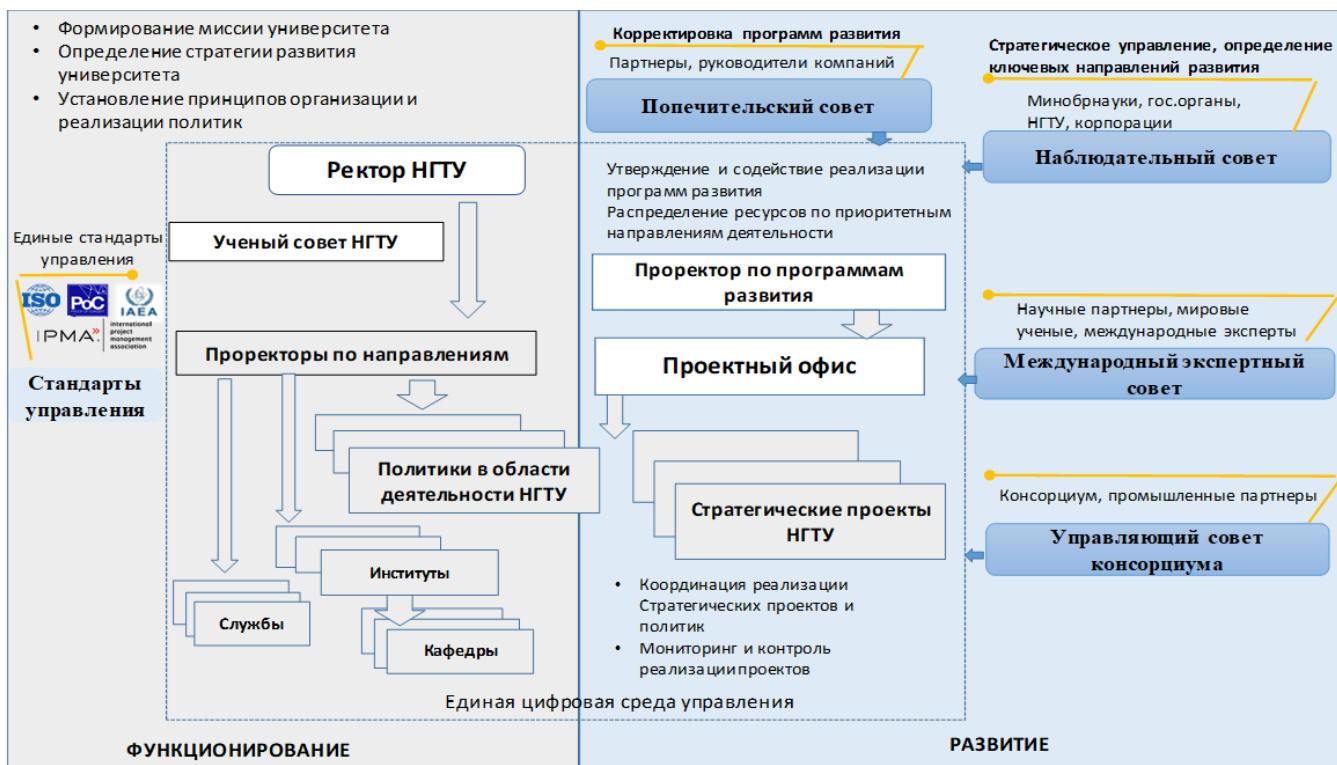 • Формирование миссии университета
• Определение стратегии развития
университета
• Установление принципов организации и
реализации политик
Корректировка программ развития
Партнеры, руководители компаний
Попечительский совет
Стратегическое управление, определение
ключевых направлений развития
Минобрнауки, гос.органы,
НГТУ, корпорации
Наблюдательный совет
Ректор НГТУ
Ученый совет НГТУ
Единые стандарты
управления
ISO
PoC
IAEA
IPMA
international
project
management
association
Стандарты
управления
Проректоры по направлениям
Политики в области
деятельности НГТУ
Институты
Службы
Кафедры
Утверждение и содействие реализации
программ развития
Распределение ресурсов по приоритетным
направлениям деятельности
Проректор по программам
развития
Проектный офис
Стратегические проекты
НГТУ
• Координация реализации
Стратегических проектов и
политик
• Мониторинг и контроль
реализации проектов
Научные партнеры, мировые
ученые, международные эксперты
Международный экспертный
совет
Консорциум, промышленные партнеры
Управляющий совет
консорциума
Единая цифровая среда управления
ФУНКЦИОНИРОВАНИЕ
РАЗВИТИЕ